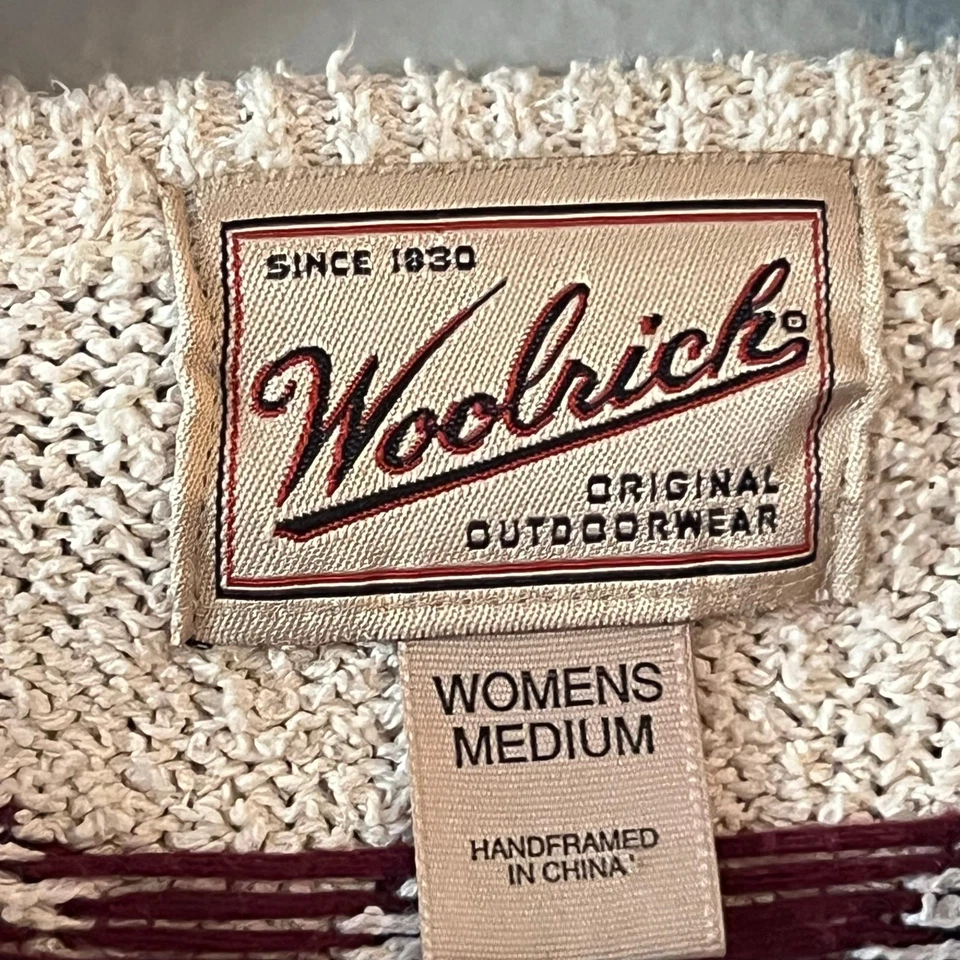 SINCE 1830
Woolrich®
ORIGINAL
OUTDOORWEAR
WOMENS
MEDIUM
HANDFRAMED
IN CHINA